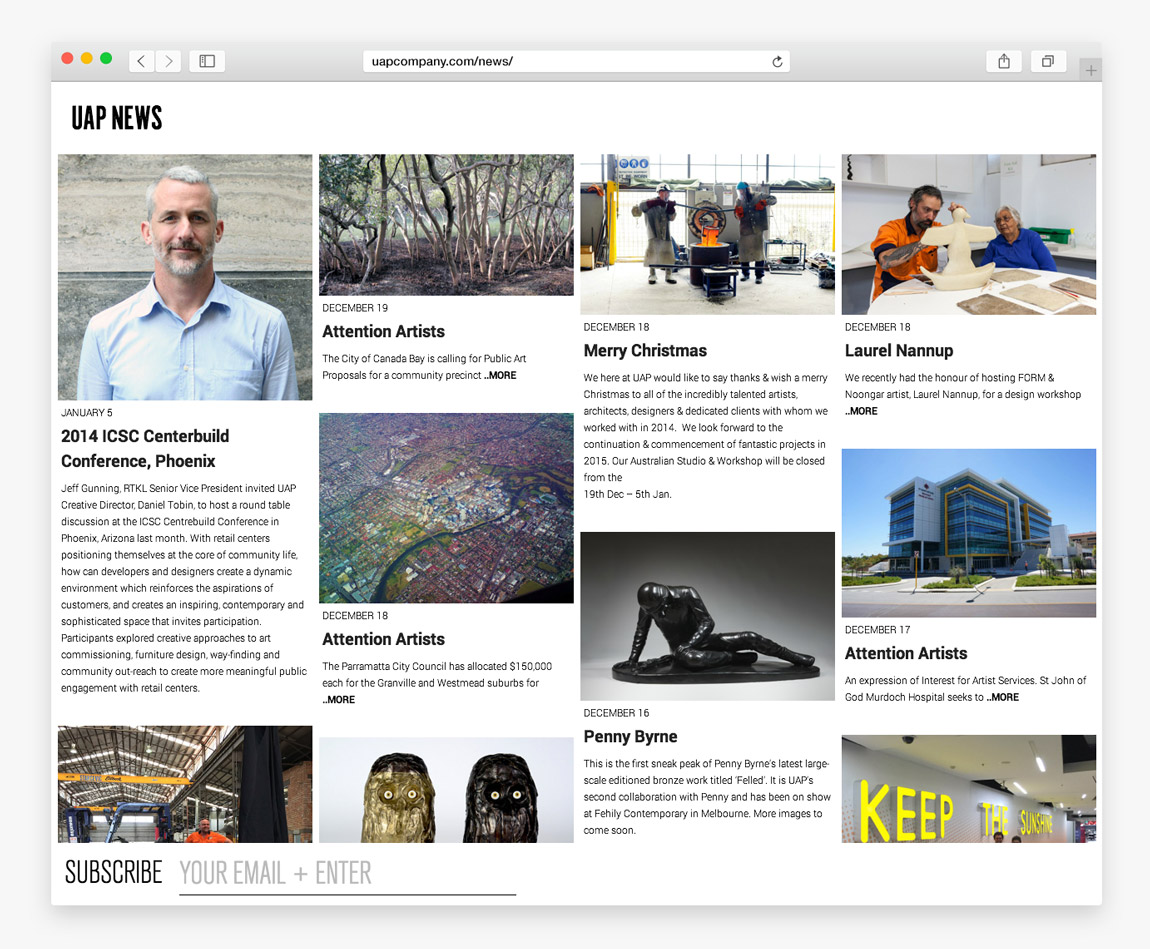 uapcompany.com/news/
UAP NEWS
JANUARY 5
2014 ICSC Centerbuild
Conference, Phoenix
Jeff Gunning, RTKL Senior Vice President invited UAP
Creative Director, Daniel Tobin, to host a round table
discussion at the ICSC Centrebuild Conference in
Phoenix, Arizona last month. With retail centers
positioning themselves at the core of community life,
how can developers and designers create a dynamic
environment which reinforces the aspirations of
customers, and creates an inspiring, contemporary and
sophisticated space that invites participation.
Participants explored creative approaches to art
commissioning, furniture design, way-finding and
community out-reach to create more meaningful public
engagement with retail centers.
DECEMBER 19
Attention Artists
The City of Canada Bay is calling for Public Art
Proposals for a community precinct ..MORE
DECEMBER 18
Attention Artists
The Parramatta City Council has allocated $150,000
each for the Granville and Westmead suburbs for
..MORE
DECEMBER 18
Merry Christmas
We here at UAP would like to say thanks & wish a merry
Christmas to all of the incredibly talented artists,
architects, designers & dedicated clients with whom we
worked with in 2014.  We look forward to the
continuation & commencement of fantastic projects in
2015. Our Australian Studio & Workshop will be closed
from the
19th Dec – 5th Jan.
DECEMBER 16
Penny Byrne
This is the first sneak peak of Penny Byrne's latest large-
scale editioned bronze work titled 'Felled'. It is UAP's
second collaboration with Penny and has been on show
at Fehily Contemporary in Melbourne. More images to
come soon.
DECEMBER 18
Laurel Nannup
We recently had the honour of hosting FORM &
Noongar artist, Laurel Nannup, for a design workshop
..MORE
DECEMBER 17
Attention Artists
An expression of Interest for Artist Services. St John of
God Murdoch Hospital seeks to ..MORE
KEEP THE SUNSHINE
SUBSCRIBE YOUR EMAIL + ENTER